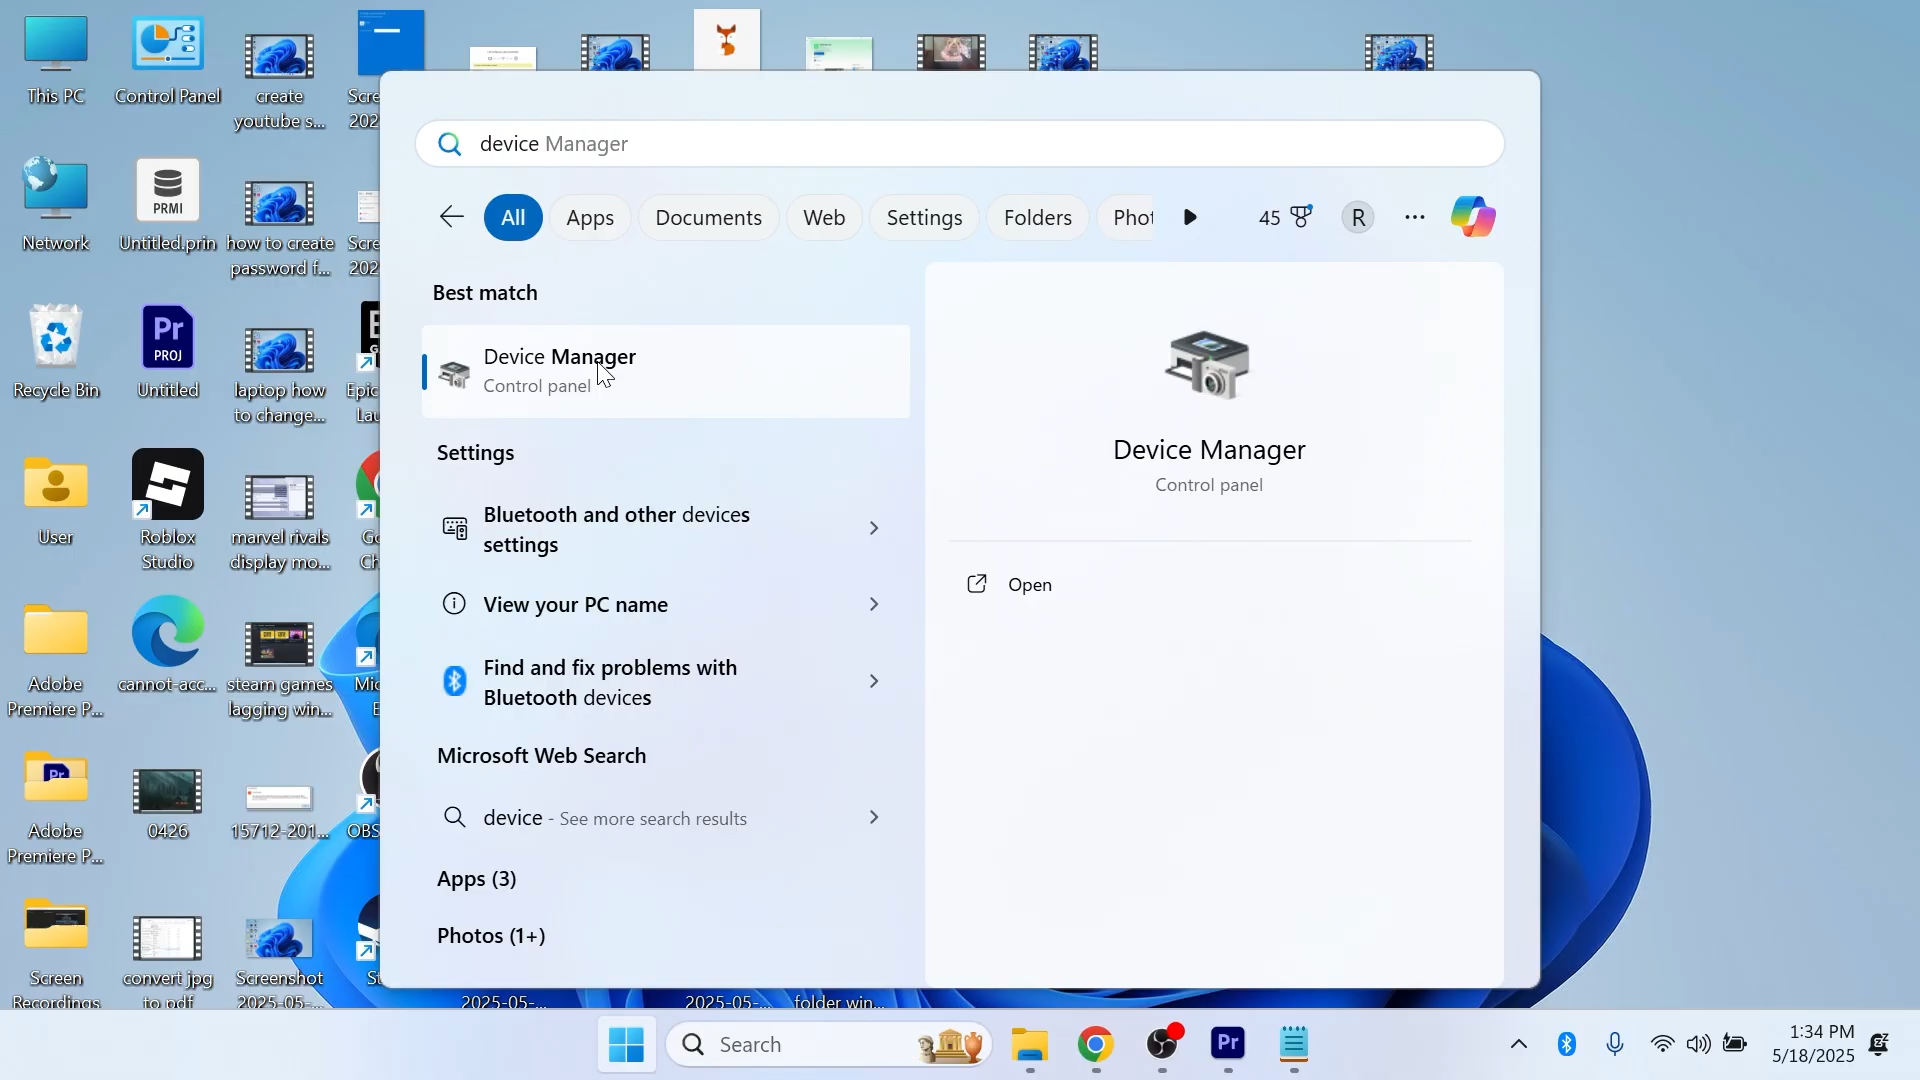 This PC
Control Panel
create
youtube s...
Scre
202
device Manager
All
Apps
Documents
Web
Settings
Folders
Phot
45
R
Network
PRMI
Untitled.prin
how to create
password f...
Scre
202
Best match
Device Manager
Control panel
Device Manager
Control panel
Open
Recycle Bin
Pr
PROJ
Untitled
laptop how
to change...
Epic
Lau
Settings
Bluetooth and other devices
settings
View your PC name
Find and fix problems with
Bluetooth devices
User
Roblox
Studio
marvel rivals
display mo...
Go
Ch
Adobe
Premiere P...
cannot-acc...
steam games
lagging win...
Mic
E
Microsoft Web Search
device - See more search results
Pr
Adobe
Premiere P...
0426
15712-201...
OBS
Apps (3)
Photos (1+)
Screen
Recordings
convert jpg
to pdf
Screenshot
2025-05-...
St
2025-05-...
2025-05-...
folder win...
Search
Pr
1:34 PM
5/18/2025